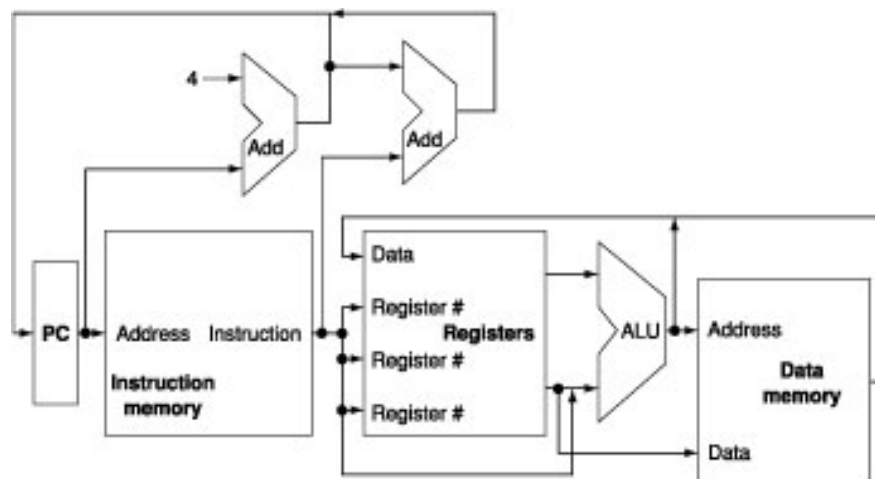 4
Add
Add
PC
Address
Instruction
Instruction
memory
Data
Register #
Registers
Register #
Register #
ALU
Address
Data
memory
Data